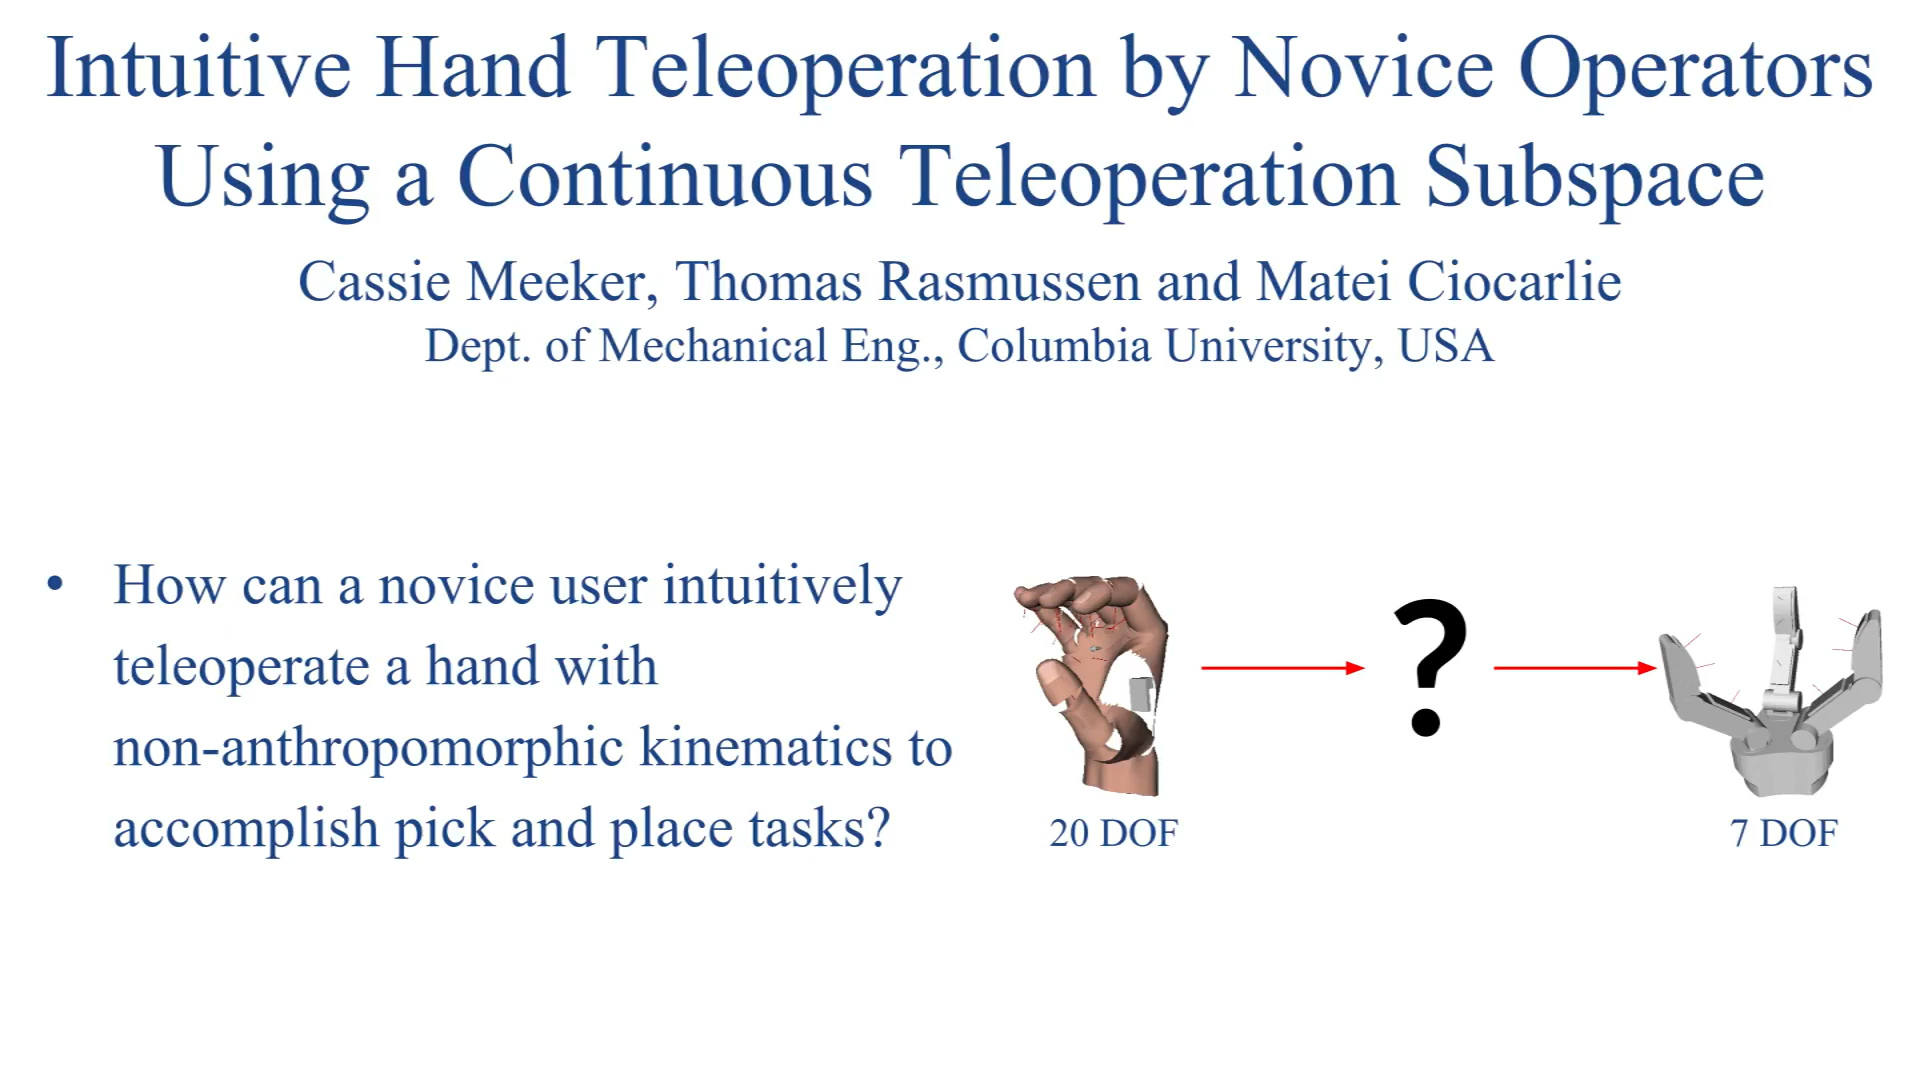 Intuitive Hand Teleoperation by Novice Operators
Using a Continuous Teleoperation Subspace
Cassie Meeker, Thomas Rasmussen and Matei Ciocarlie
Dept. of Mechanical Eng., Columbia University, USA
• How can a novice user intuitively
teleoperate a hand with
non-anthropomorphic kinematics to
accomplish pick and place tasks?
?
20 DOF
7 DOF